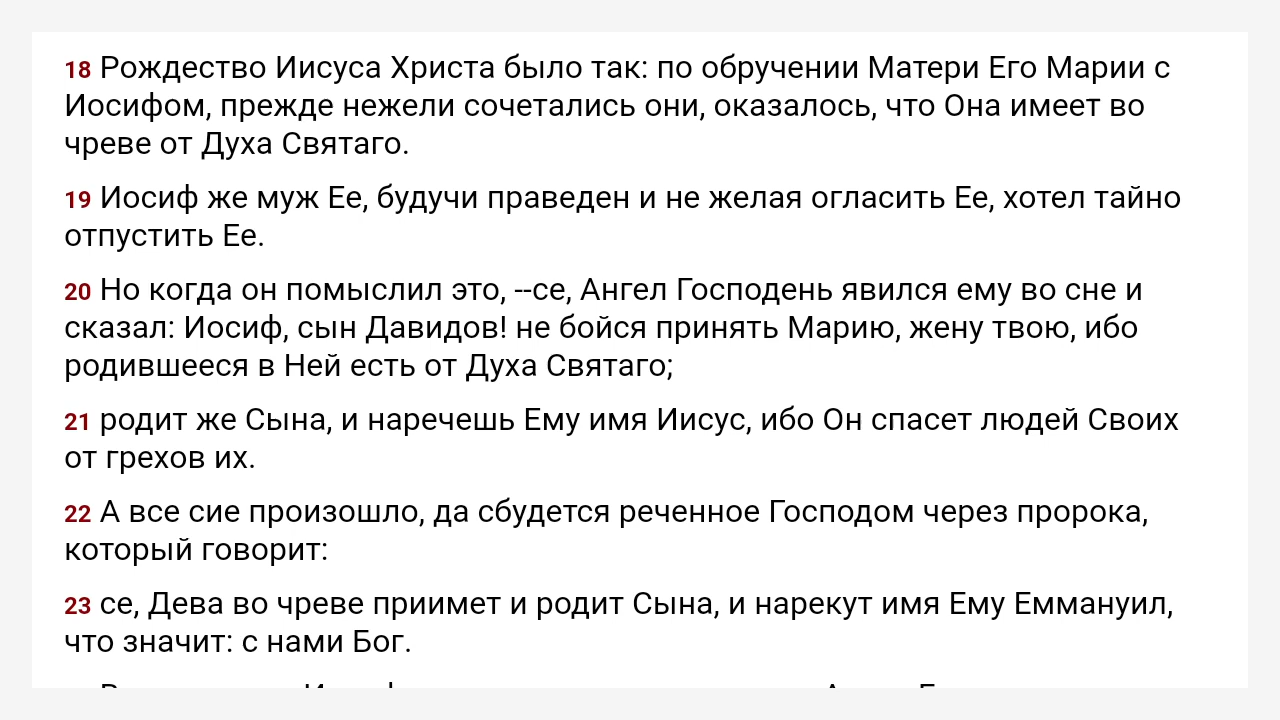 18 Рождество Иисуса Христа было так: по обручении Матери Его Марии с
Иосифом, прежде нежели сочетались они, оказалось, что Она имеет во
чреве от Духа Святаго.
19 Иосиф же муж Ее, будучи праведен и не желая огласить Ее, хотел тайно
отпустить Ее.
20 Но когда он помыслил это, --се, Ангел Господень явился ему во сне и
сказал: Иосиф, сын Давидов! не бойся принять Марию, жену твою, ибо
родившееся в Ней есть от Духа Святаго;
21 родит же Сына, и наречешь Ему имя Иисус, ибо Он спасет людей Своих
от грехов их.
22 А все сие произошло, да сбудется реченное Господом через пророка,
который говорит:
23 се, Дева во чреве приимет и родит Сына, и нарекут имя Ему Еммануил,
что значит: с нами Бог.